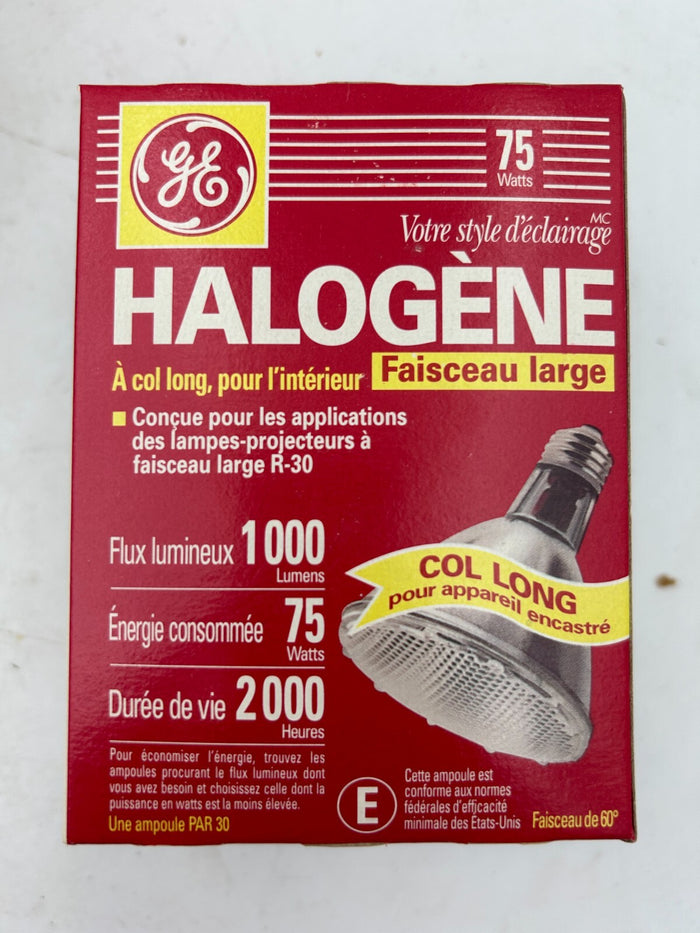 GE
75
Watts
Votre style d'éclairage MC
HALOGÈNE
À col long, pour l'intérieur
Faisceau large
Conçue pour les applications
des lampes-projecteurs à
faisceau large R-30
Flux lumineux 1 000
Lumens
Énergie consommée 75
Watts
Durée de vie 2 000
Heures
COL LONG
pour appareil encastré
Pour économiser l'énergie, trouvez les
ampoules procurant le flux lumineux dont
vous avez besoin et choisissez celle dont la
puissance en watts est la moins élevée.
Une ampoule PAR 30
E
Cette ampoule est
conforme aux normes
fédérales d'efficacité
minimale des États-Unis
Faisceau de 60°